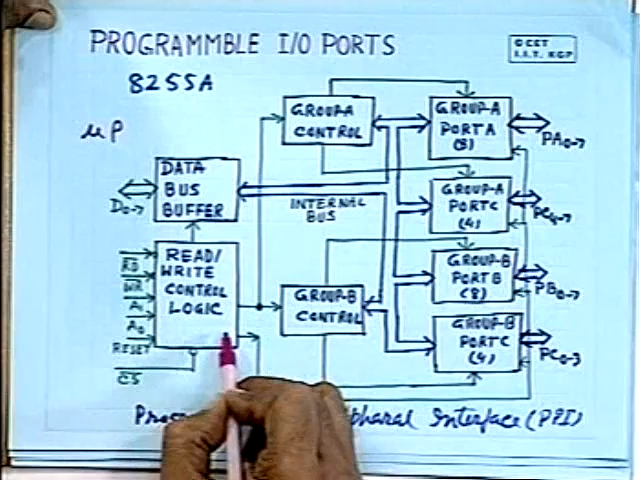 PROGRAMMBLE I/O PORTS
© CET
I.I.T. KGP
8255A
μP
GROUP-A
CONTROL
GROUP-A
PORT A
(8)
PA0-7
DATA
BUS
BUFFER
D0-7
INTERNAL
BUS
GROUP-A
PORT C
(4)
PC4-7
READ/
WRITE
CONTROL
LOGIC
RD
WR
A1
A0
RESET
CS
GROUP-B
CONTROL
GROUP-B
PORT B
(8)
PB0-7
GROUP-B
PORT C
(4)
PC0-3
Interface (PPI)